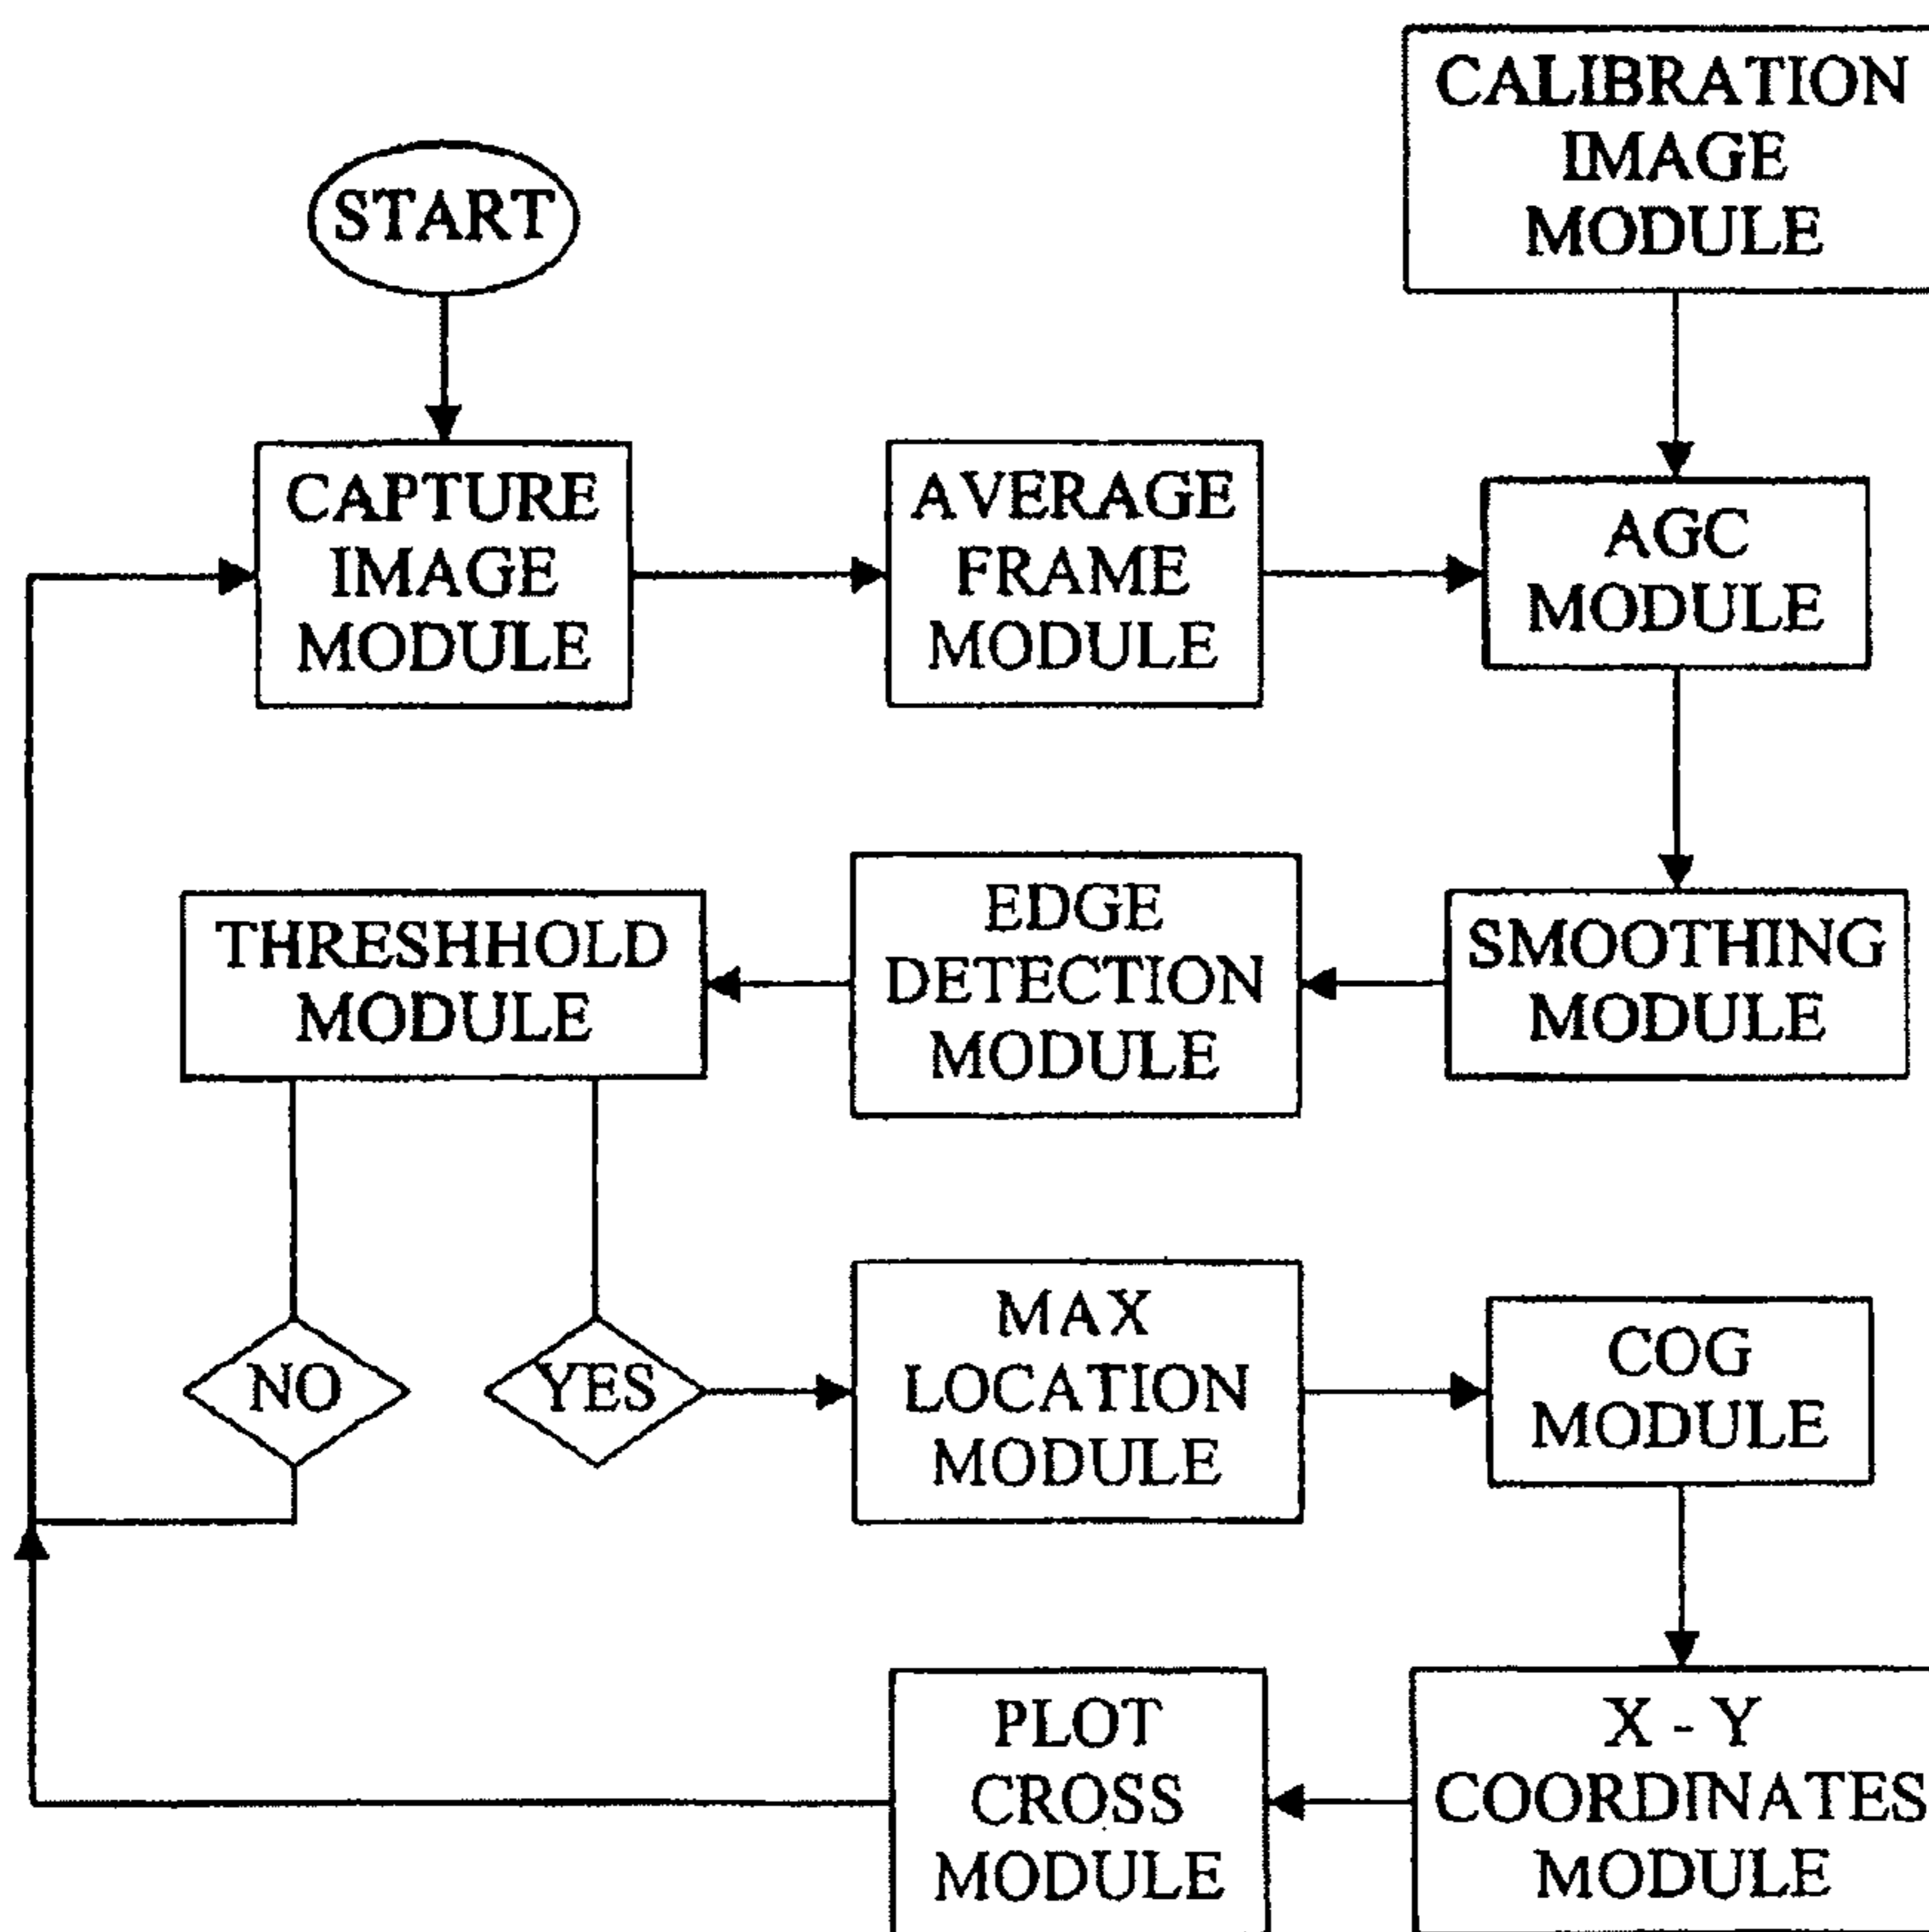 CALIBRATION
IMAGE
MODULE
START
CAPTURE
IMAGE
MODULE
AVERAGE
FRAME
MODULE
AGC
MODULE
THRESHHOLD
MODULE
EDGE
DETECTION
MODULE
SMOOTHING
MODULE
NO
YES
MAX
LOCATION
MODULE
COG
MODULE
PLOT
CROSS
MODULE
X - Y
COORDINATES
MODULE